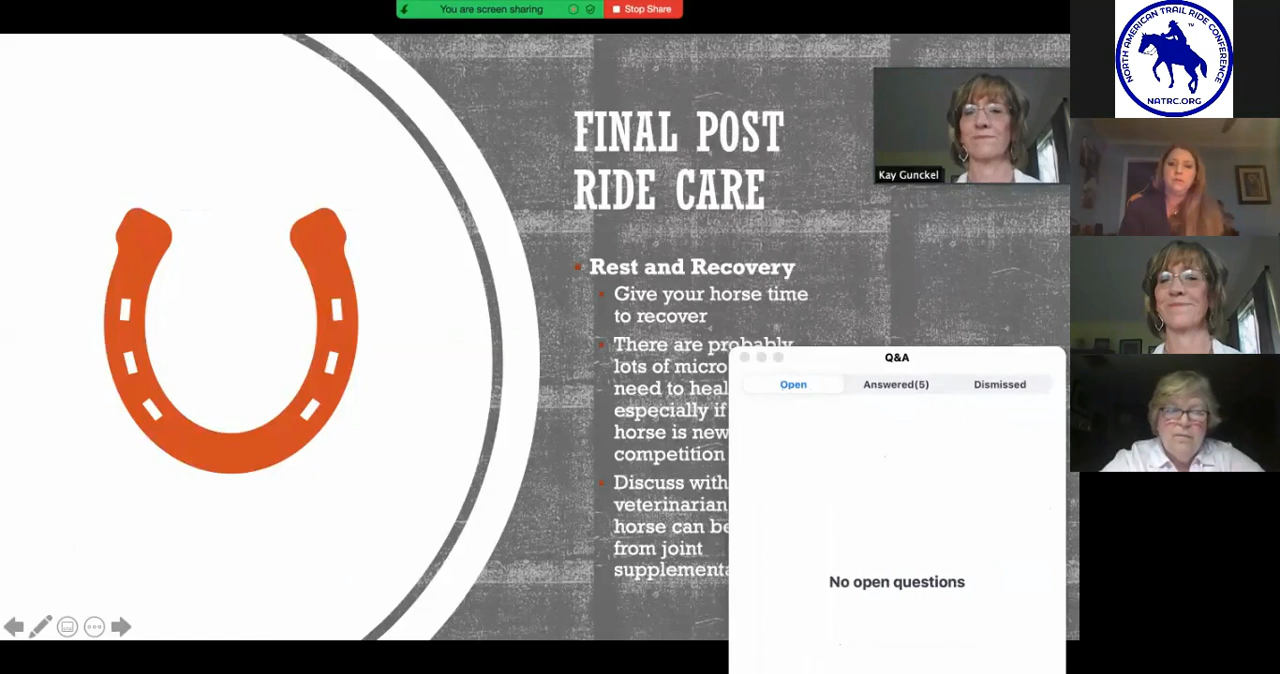 You are screen sharing
Stop Share
NORTH AMERICAN TRAIL RIDE CONFERENCE
TM
NATRC.ORG
FINAL POST
RIDE CARE
Kay Gunckel
Rest and Recovery
Give your horse time
to recover
There are probably
lots of micro
need to heal
especially if
horse is new
competition
Discuss with
veterinarian
horse can be
from joint
supplementa
Q&A
Open
Answered(5)
Dismissed
No open questions